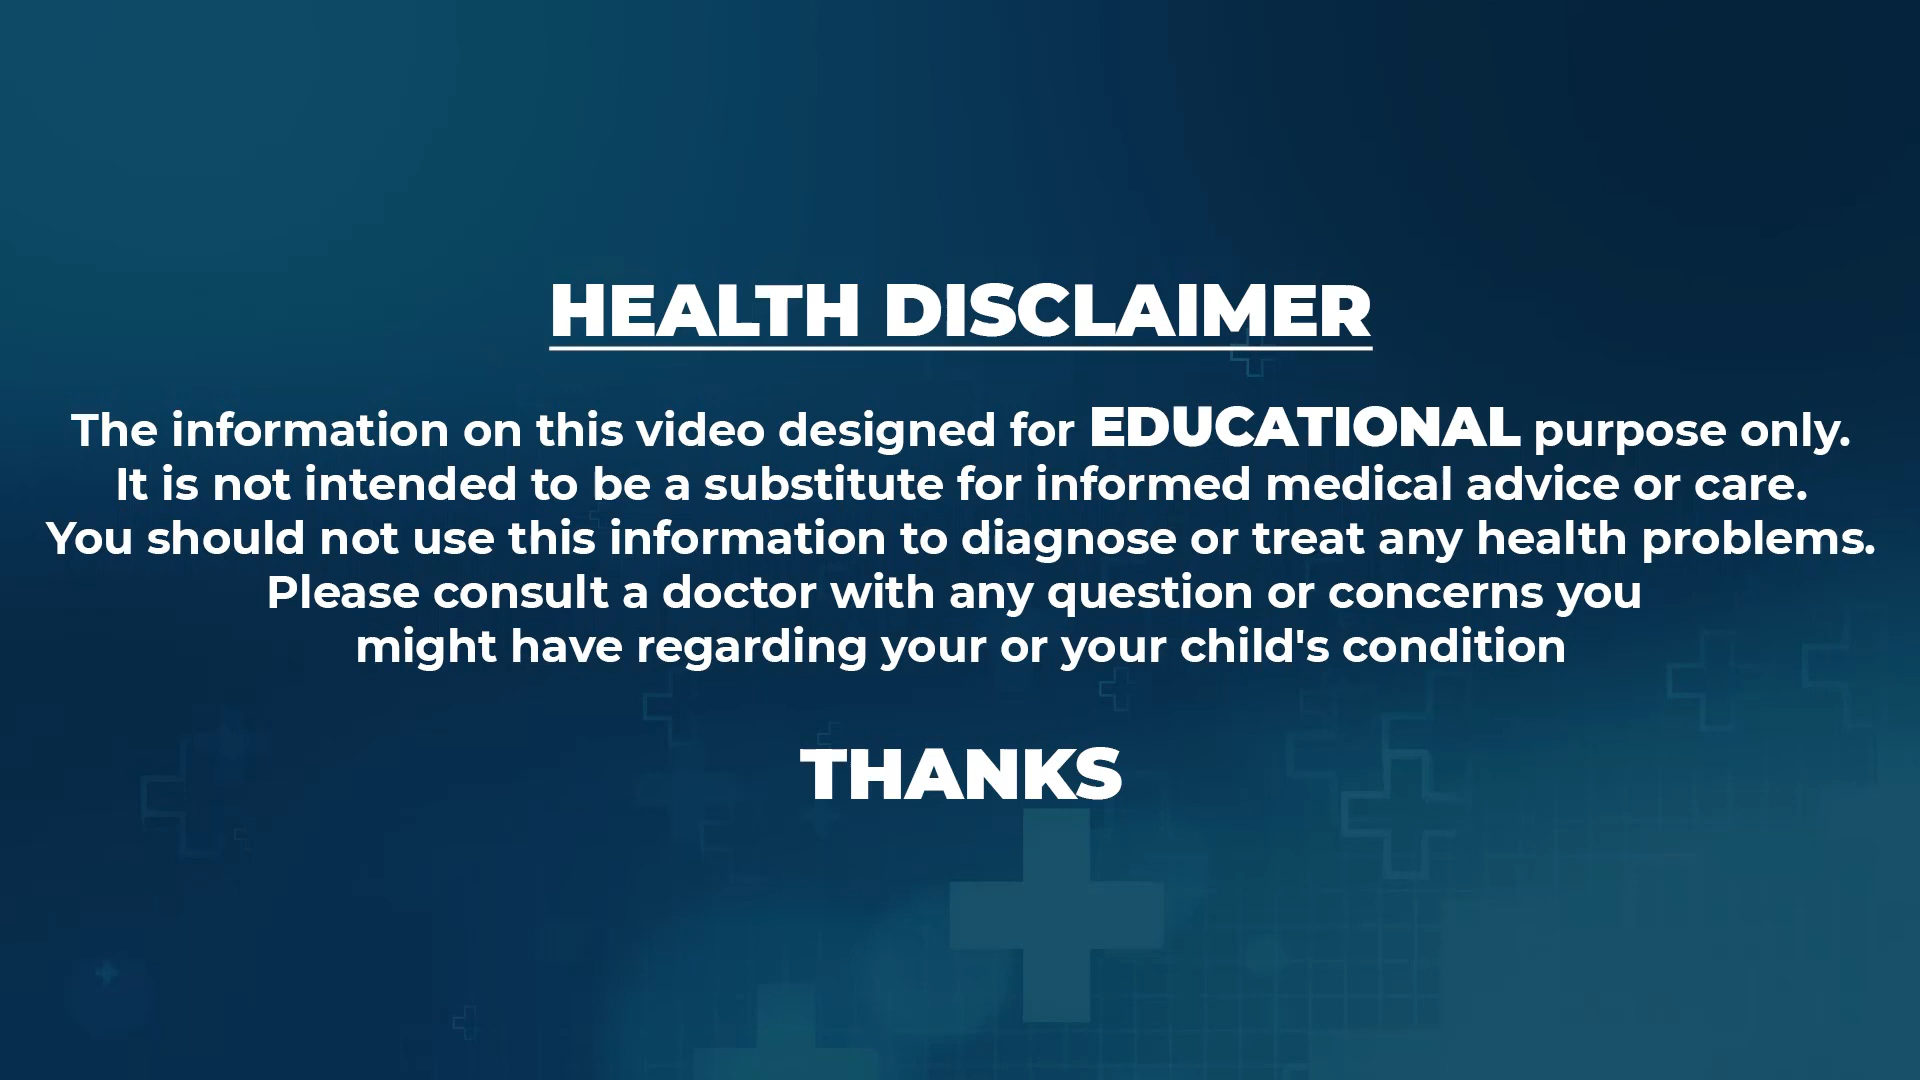 HEALTH DISCLAIMER
The information on this video designed for EDUCATIONAL purpose only.
It is not intended to be a substitute for informed medical advice or care.
You should not use this information to diagnose or treat any health problems.
Please consult a doctor with any question or concerns you
might have regarding your or your child's condition
THANKS